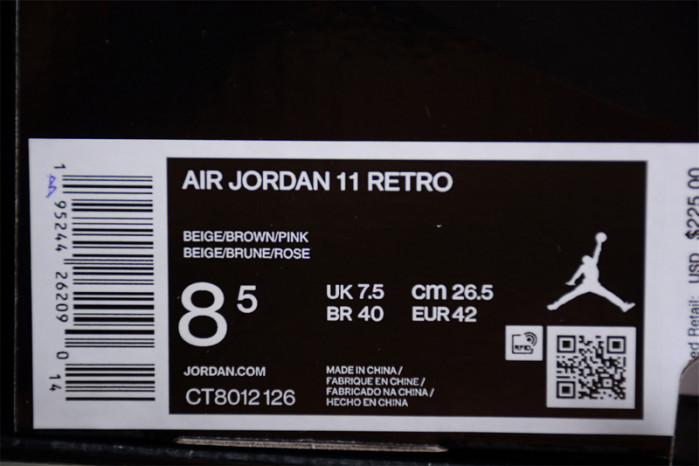 AIR JORDAN 11 RETRO
BEIGE/BROWN/PINK
BEIGE/BRUNE/ROSE
8 5
UK 7.5 cm 26.5
BR 40 EUR 42
JORDAN.COM
CT8012 126
MADE IN CHINA /
FABRIQUE EN CHINE /
FABRICADO NA CHINA /
HECHO EN CHINA
RFID
1 95244 26209 0 14
Retail: USD $225.00